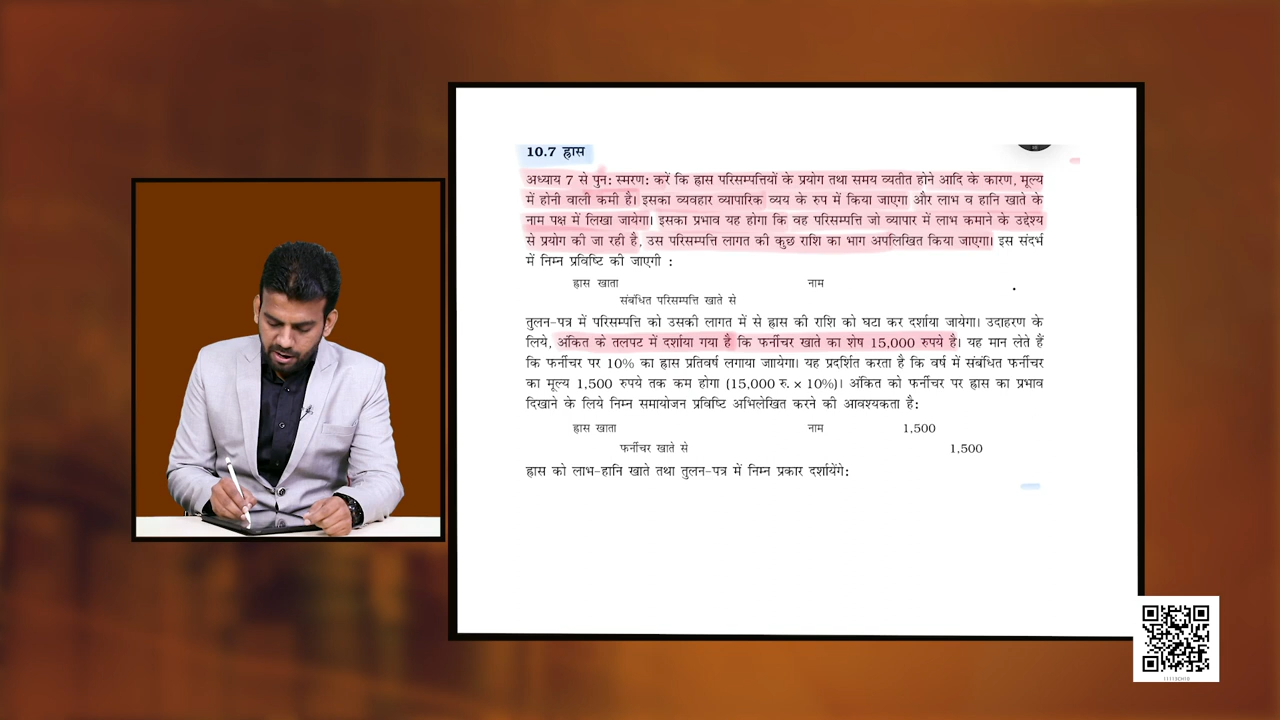 10.7 ह्रास
अध्याय 7 से पुन: स्मरण: करें कि ह्रास परिसम्पत्तियों के प्रयोग तथा समय व्यतीत होने आदि के कारण, मूल्य
में होनी वाली कमी है। इसका व्यवहार व्यापारिक व्यय के रुप में किया जाएगा और लाभ व हानि खाते के
नाम पक्ष में लिखा जायेगा। इसका प्रभाव यह होगा कि वह परिसम्पत्ति जो व्यापार में लाभ कमाने के उद्देश्य
से प्रयोग की जा रही है, उस परिसम्पत्ति लागत की कुछ राशि का भाग अपलिखित किया जाएगा। इस संदर्भ
में निम्न प्रविष्टि की जाएगी :
ह्रास खाता नाम
संबंधित परिसम्पत्ति खाते से
तुलन-पत्र में परिसम्पत्ति को उसकी लागत में से ह्रास की राशि को घटा कर दर्शाया जायेगा। उदाहरण के
लिये, अंकित के तलपट में दर्शाया गया है कि फर्नीचर खाते का शेष 15,000 रुपये है। यह मान लेते हैं
कि फर्नीचर पर 10% का ह्रास प्रतिवर्ष लगाया जाायेगा। यह प्रदर्शित करता है कि वर्ष में संबंधित फर्नीचर
का मूल्य 1,500 रुपये तक कम होगा (15,000 रु. × 10%)। अंकित को फर्नीचर पर ह्रास का प्रभाव
दिखाने के लिये निम्न समायोजन प्रविष्टि अभिलेखित करने की आवश्यकता है:
ह्रास खाता नाम 1,500
फर्नीचर खाते से 1,500
ह्रास को लाभ-हानि खाते तथा तुलन-पत्र में निम्न प्रकार दर्शायेंगे: